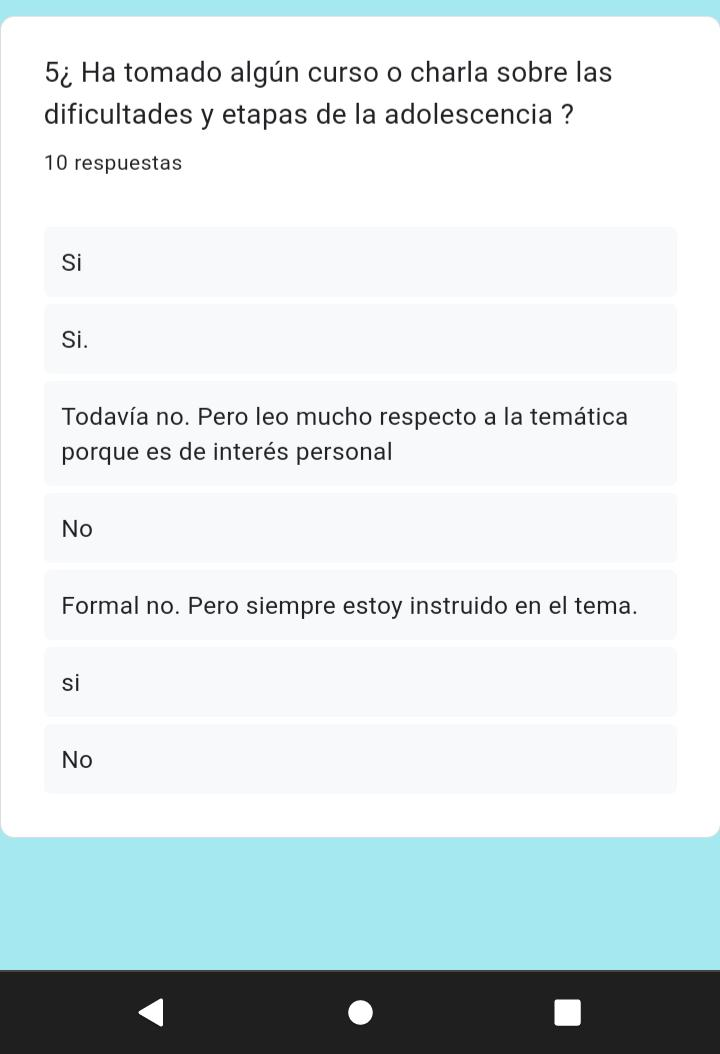 5¿ Ha tomado algún curso o charla sobre las
dificultades y etapas de la adolescencia ?
10 respuestas
Si
Si.
Todavía no. Pero leo mucho respecto a la temática
porque es de interés personal
No
Formal no. Pero siempre estoy instruido en el tema.
si
No